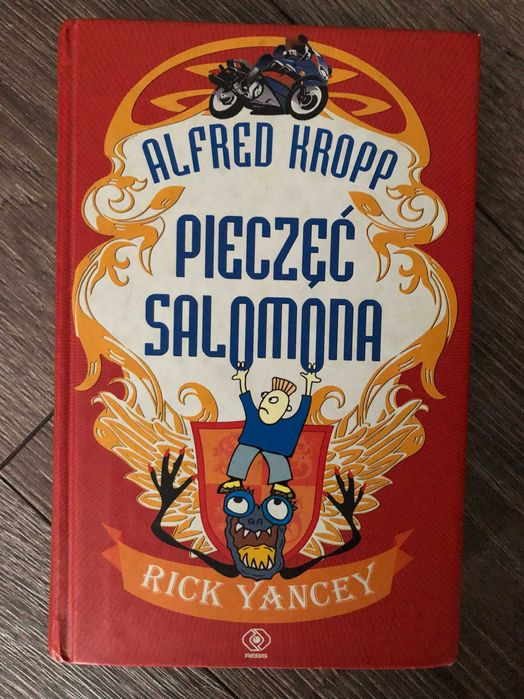 ALFRED KROPP
PIECZĘĆ
SALOMONA
RICK YANCEY
REBIS